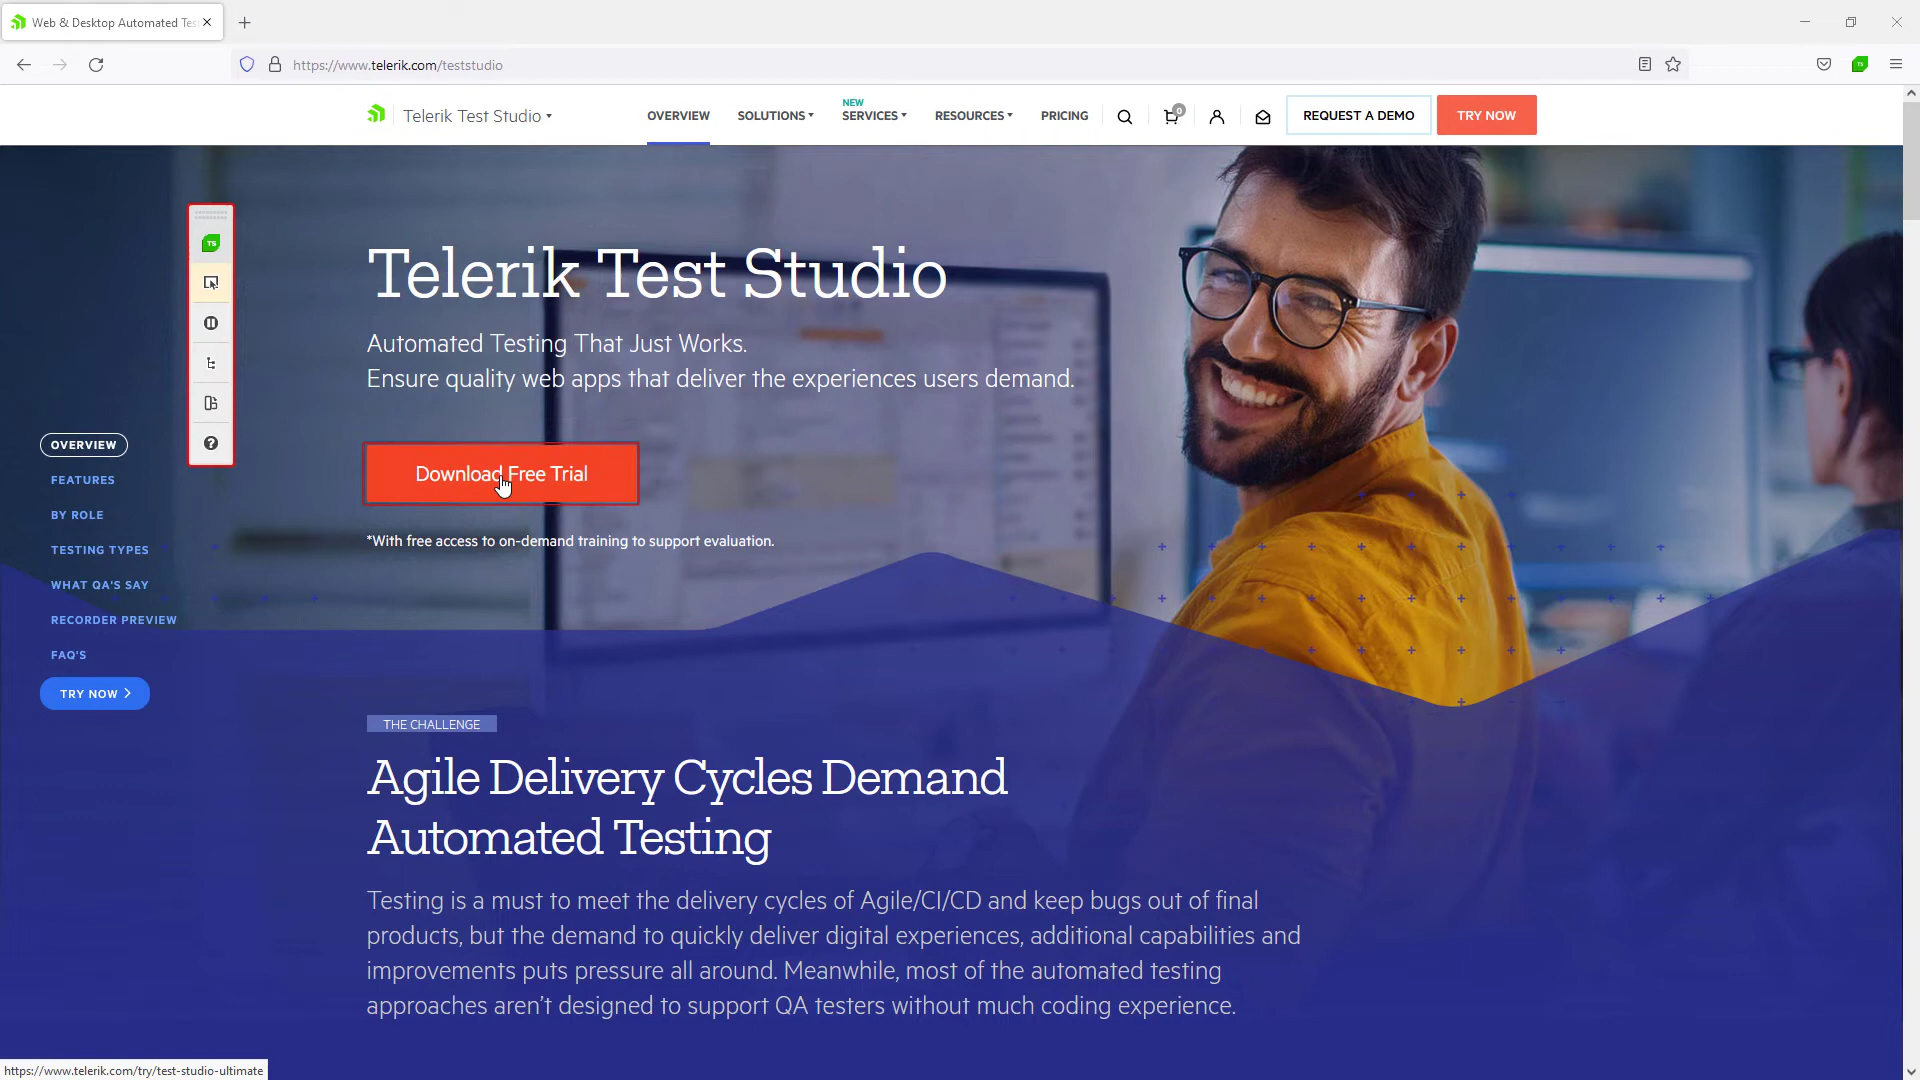 Web & Desktop Automated Tes
https://www.telerik.com/teststudio
TS
Telerik Test Studio
OVERVIEW
SOLUTIONS
NEW
SERVICES
RESOURCES
PRICING
0
REQUEST A DEMO
TRY NOW
TS
Telerik Test Studio
Automated Testing That Just Works.
Ensure quality web apps that deliver the experiences users demand.
Download Free Trial
*With free access to on-demand training to support evaluation.
OVERVIEW
FEATURES
BY ROLE
TESTING TYPES
WHAT QA'S SAY
RECORDER PREVIEW
FAQ'S
TRY NOW
THE CHALLENGE
Agile Delivery Cycles Demand
Automated Testing
Testing is a must to meet the delivery cycles of Agile/CI/CD and keep bugs out of final
products, but the demand to quickly deliver digital experiences, additional capabilities and
improvements puts pressure all around. Meanwhile, most of the automated testing
approaches aren’t designed to support QA testers without much coding experience.
https://www.telerik.com/try/test-studio-ultimate